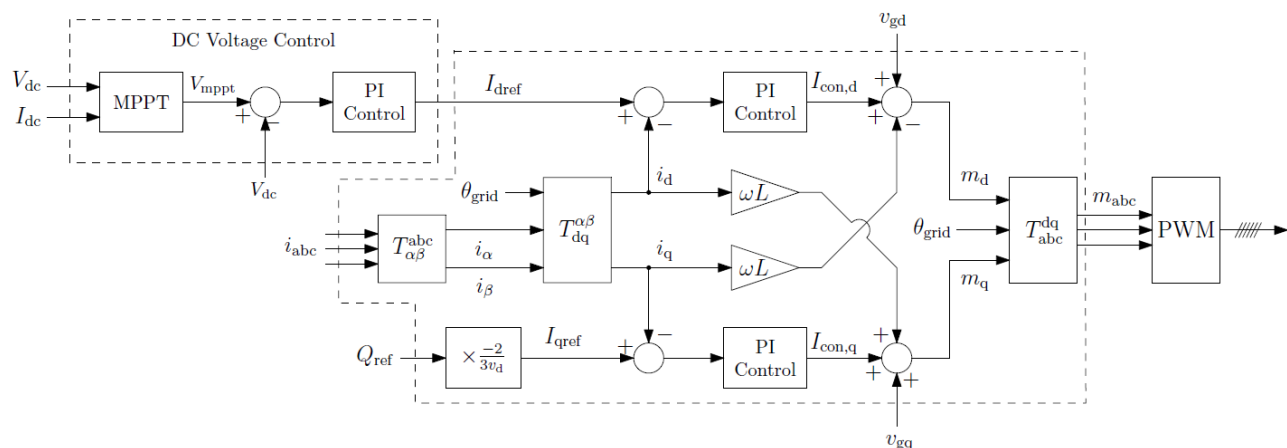 v_gd
DC Voltage Control
V_dc
I_dc
MPPT
V_mppt
+
−
V_dc
PI
Control
I_dref
+
−
PI
Control
I_con,d
+
+
−
θ_grid
i_d
ωL
m_d
i_abc
T^abc_αβ
i_α
i_β
T^αβ_dq
i_q
ωL
θ_grid
m_q
T^dq_abc
m_abc
PWM
Q_ref
× −2/3v_d
I_qref
+
−
PI
Control
I_con,q
+
+
+
v_gq